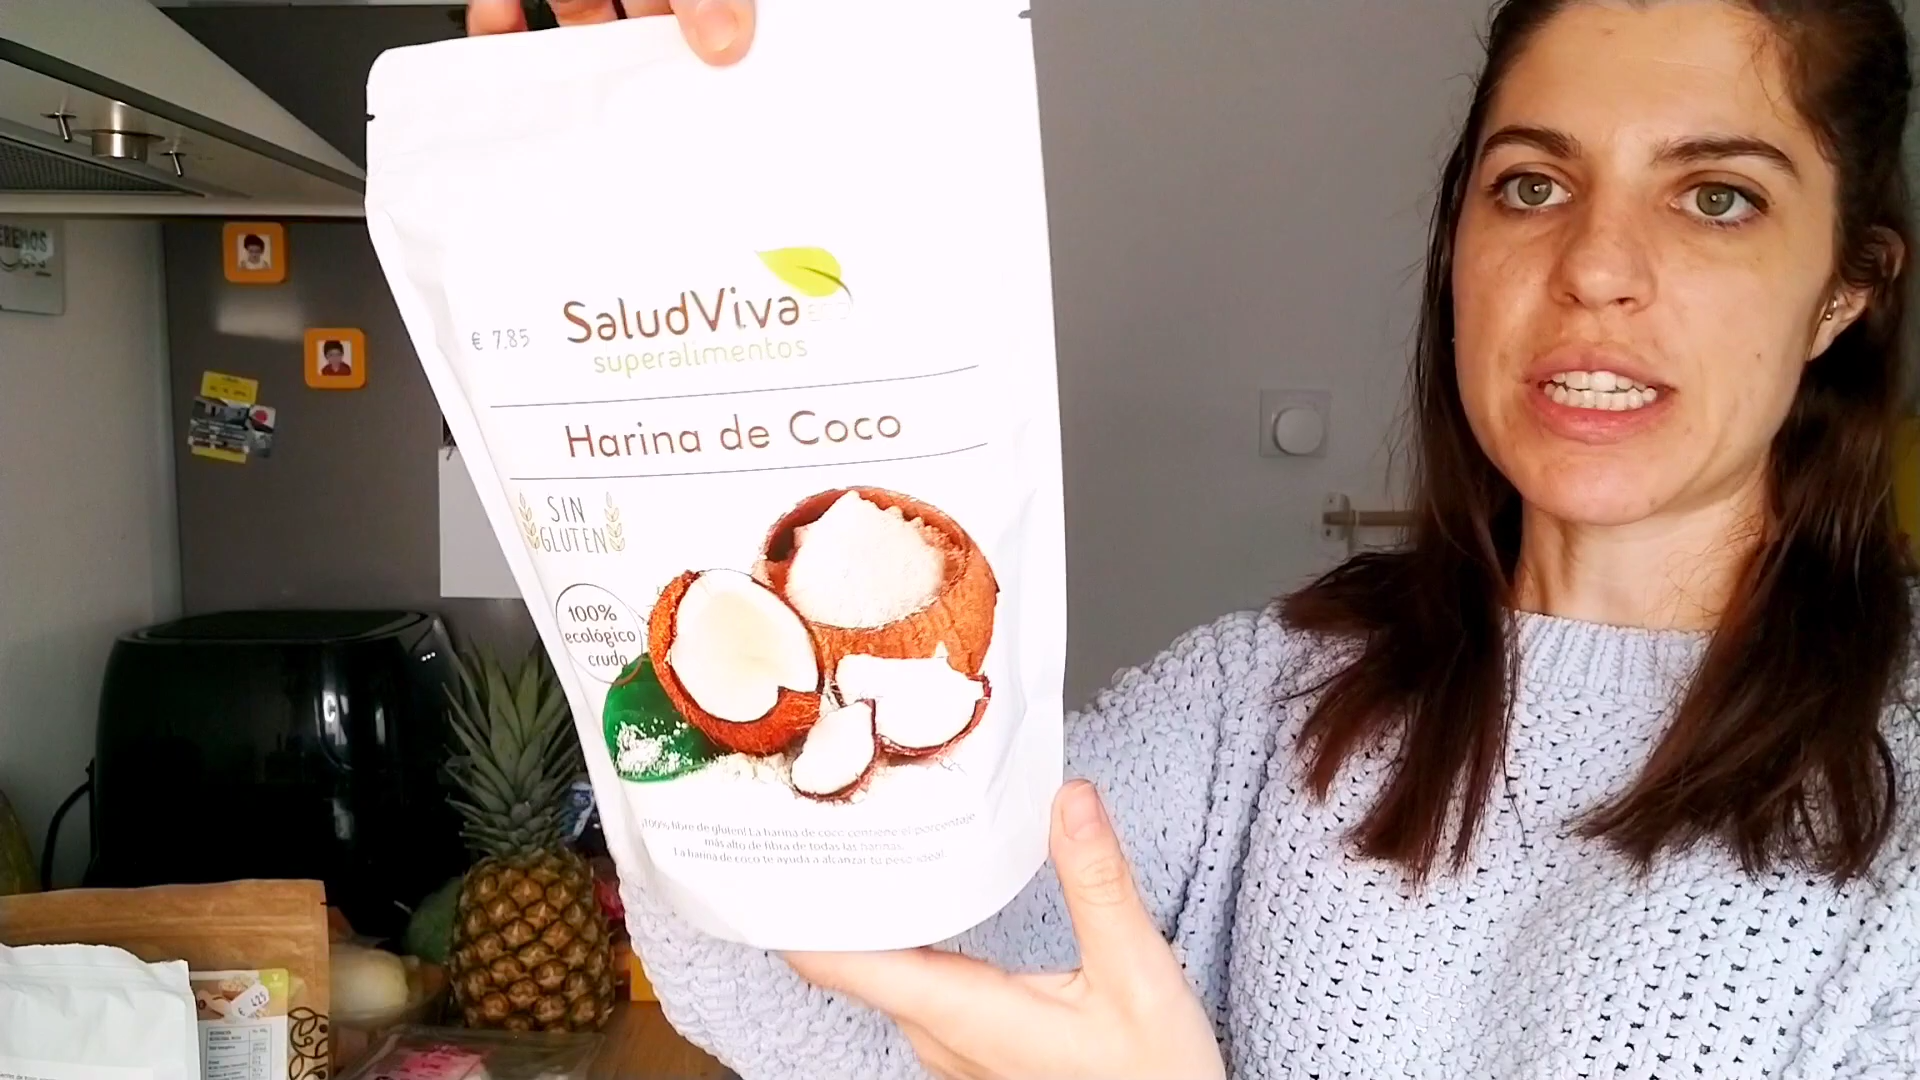 SaludViva
superalimentos
€ 7.85
Harina de Coco
SIN
GLUTEN
100%
ecológico
crudo
¡100% libre de gluten! La harina de coco contiene el porcentaje
más alto de fibra de todas las harinas.
La harina de coco te ayuda a alcanzar tu peso ideal.